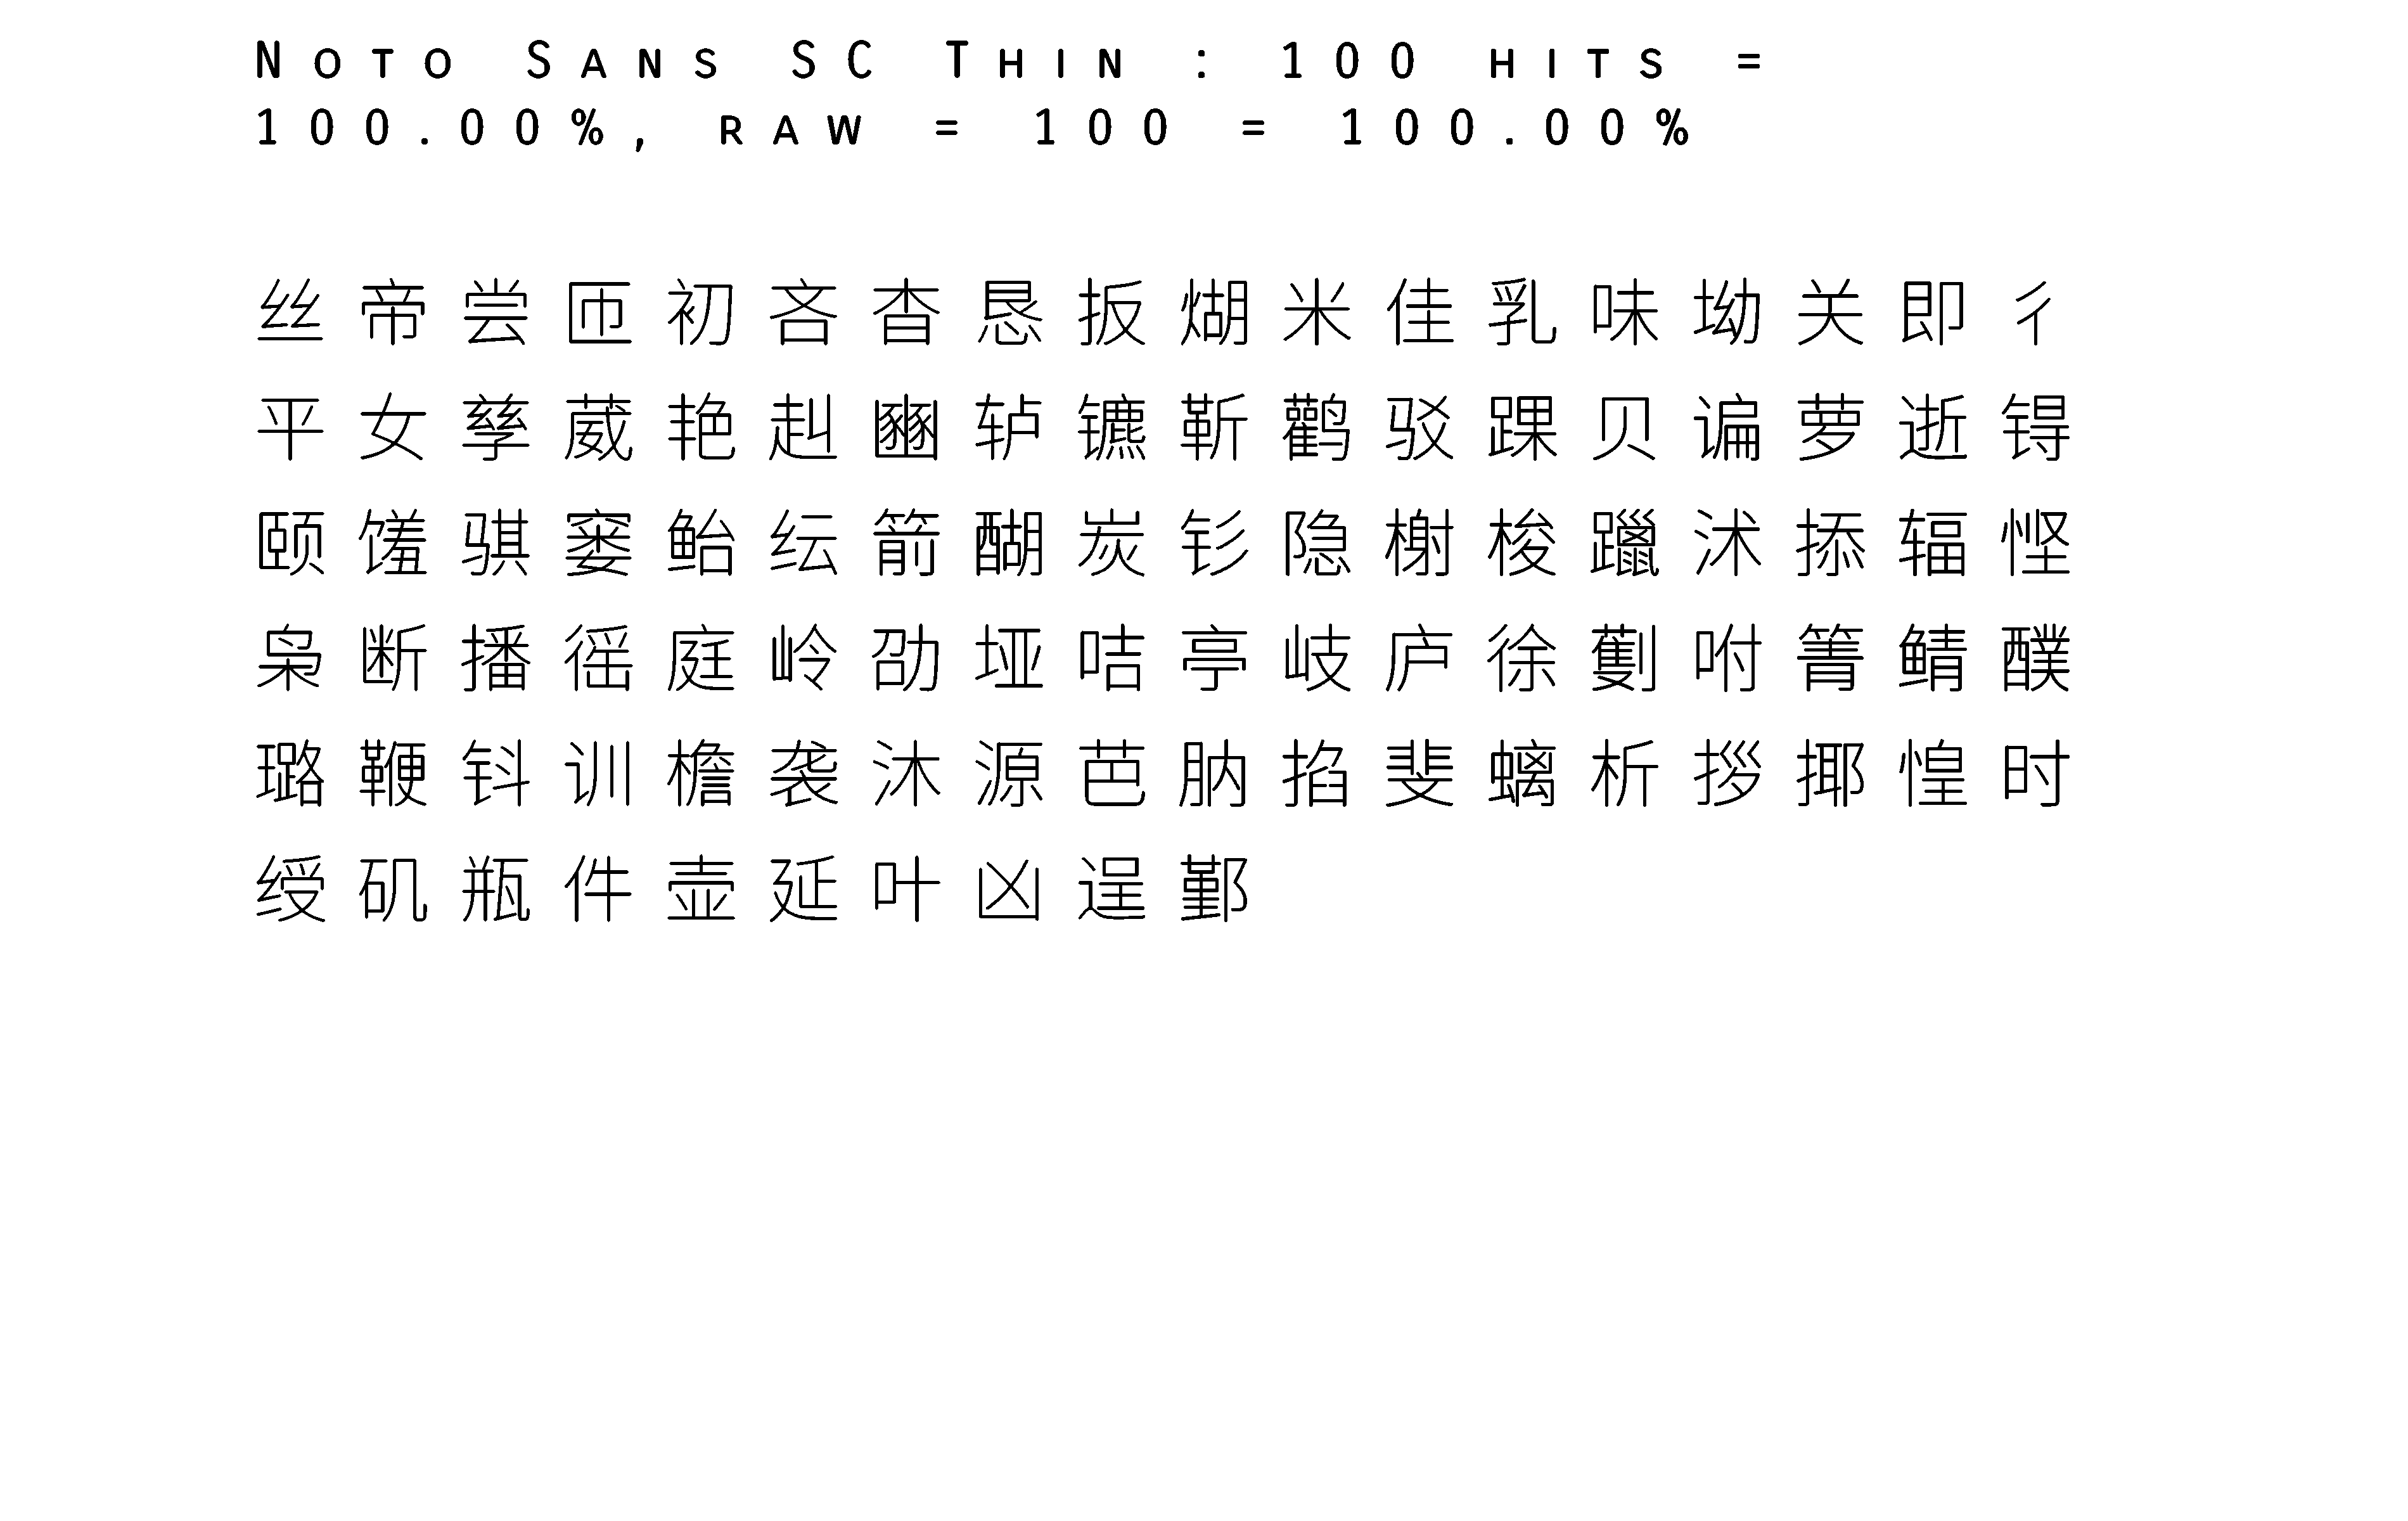 Noto Sans SC Thin : 100 hits =
100.00%, raw = 100 = 100.00%
丝帝尝匝初吝杳恳扳煳米佳乳味坳关即彳
平女孳葳艳赳豳轳镳靳鹳驳踝贝谝萝逝锝
颐馐骐窭鲐纭箭醐炭钐隐榭梭躐沭掭辐悭
枭断播徭庭岭劭垭咭亭岐庐徐劐咐箐鲭醭
璐鞭钭训檐袭沐源芭肭掐斐螭析拶揶惶时
绶矶瓶件壶延叶凶逞鄞